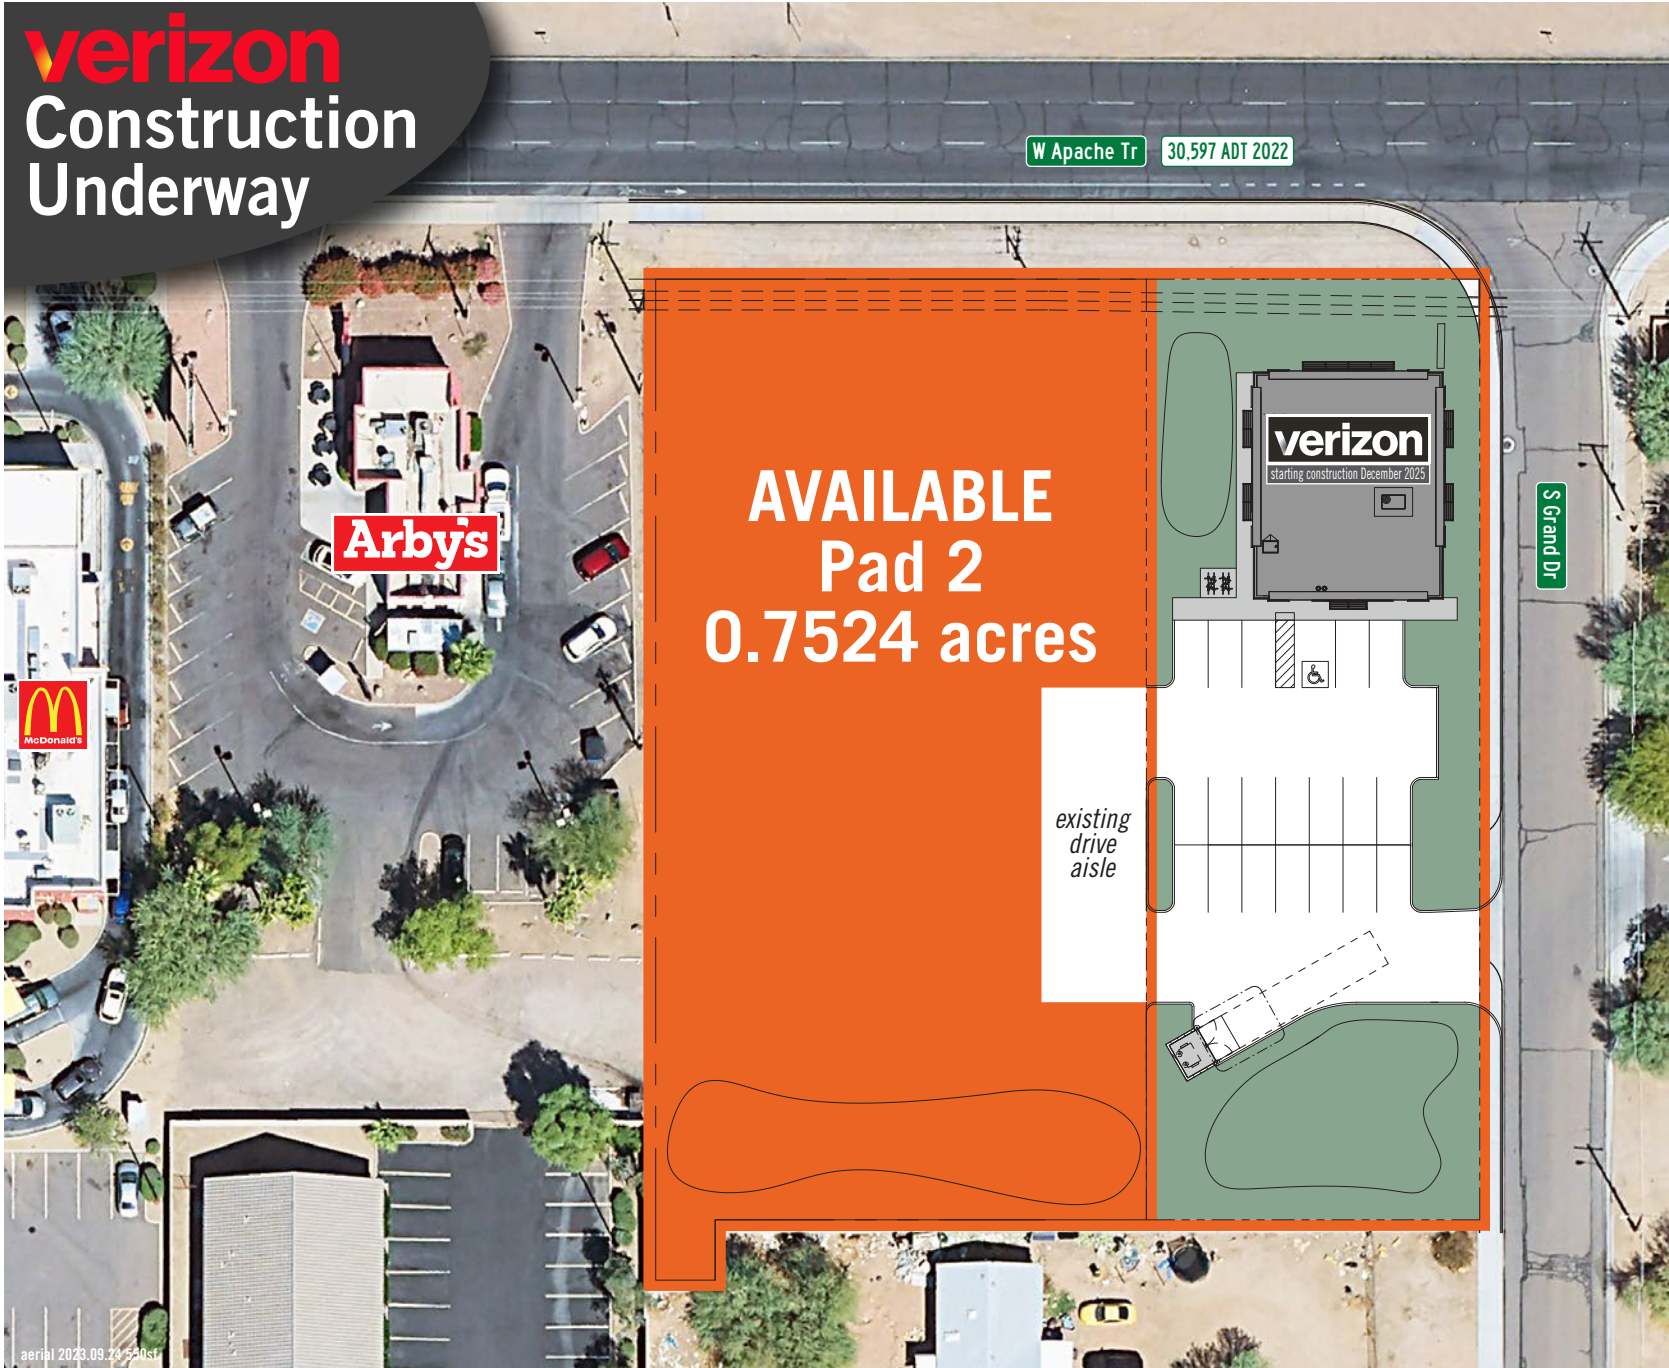 verizon
Construction
Underway
W Apache Tr
30,597 ADT 2022
AVAILABLE
Pad 2
0.7524 acres
verizon
starting construction December 2025
S Grand Dr
Arby's
McDonald's
existing
drive
aisle
aerial 2023.09.24 550sf